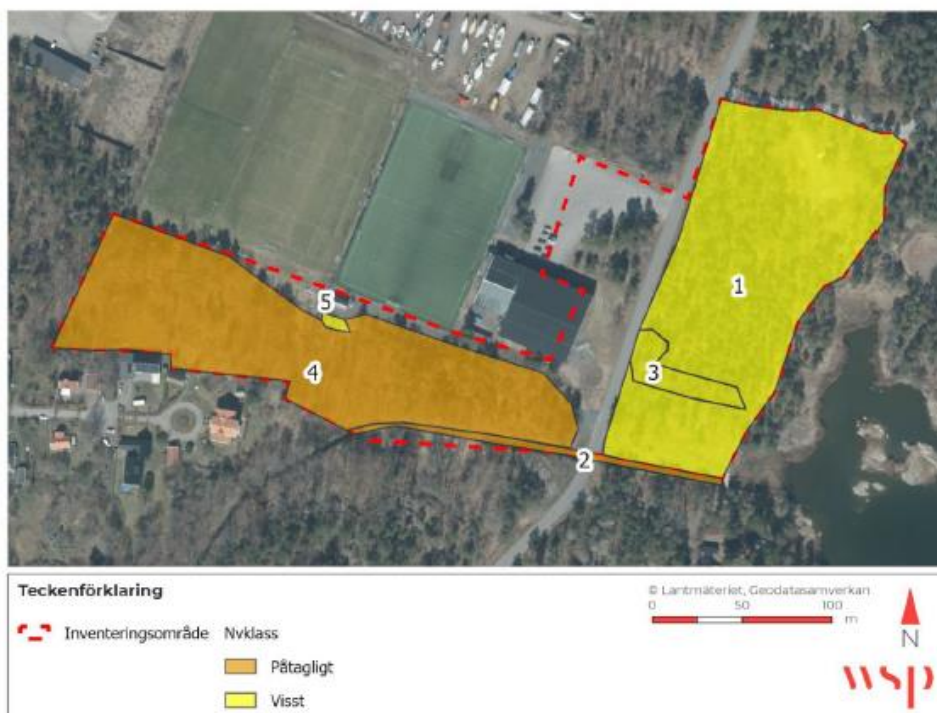 1
5
3
4
2
Teckenförklaring
Inventeringsområde Nvklass
Påtagligt
Visst
© Lantmäteriet, Geodatasamverkan
0 50 100
m
N
wsp